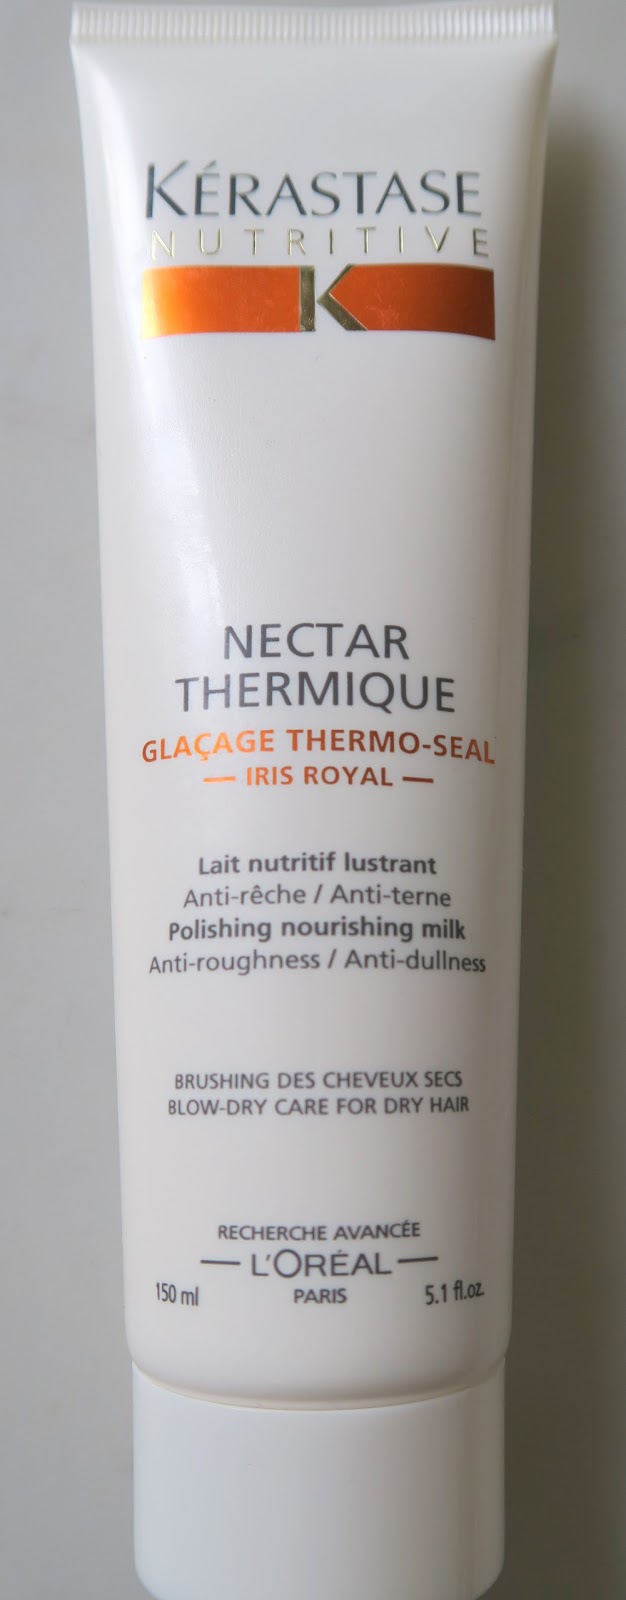 KÉRASTASE
NUTRITIVE
K
NECTAR
THERMIQUE
GLAÇAGE THERMO-SEAL
— IRIS ROYAL —
Lait nutritif lustrant
Anti-rêche / Anti-terne
Polishing nourishing milk
Anti-roughness / Anti-dullness
BRUSHING DES CHEVEUX SECS
BLOW-DRY CARE FOR DRY HAIR
RECHERCHE AVANCÉE
— L'ORÉAL —
150 ml PARIS 5.1 fl.oz.